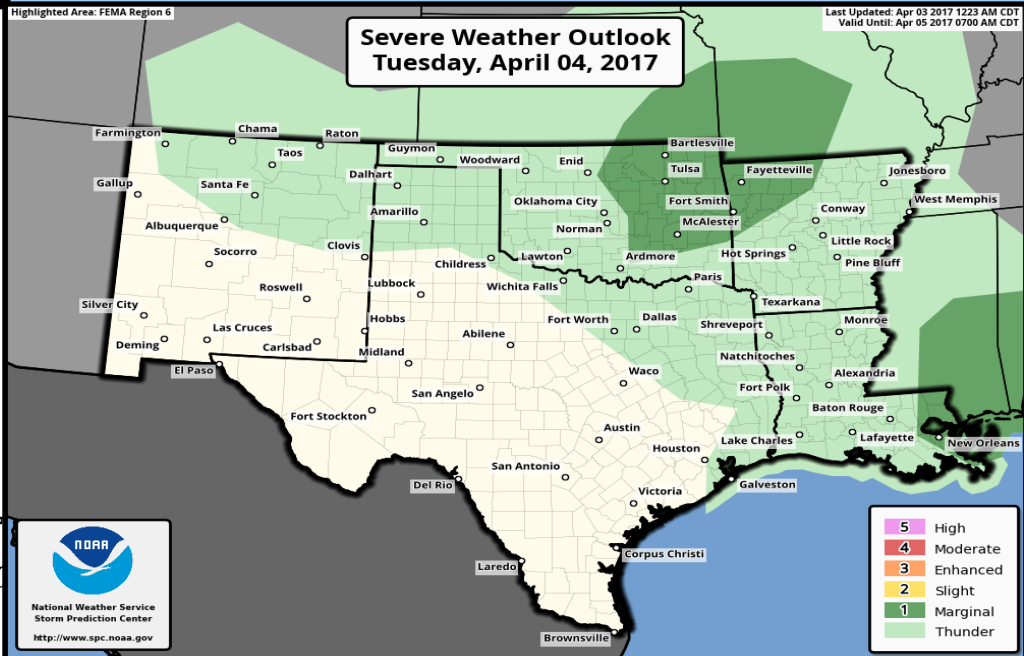 Highlighted Area: FEMA Region 6
Last Updated: Apr 03 2017 1223 AM CDT
Valid Until: Apr 05 2017 0700 AM CDT
Severe Weather Outlook
Tuesday, April 04, 2017
Farmington
Chama
Raton
Taos
Guymon
Woodward
Enid
Bartlesville
Tulsa
Fayetteville
Jonesboro
Gallup
Santa Fe
Dalhart
Oklahoma City
Fort Smith
West Memphis
Albuquerque
Amarillo
Norman
McAlester
Conway
Socorro
Clovis
Childress
Lawton
Ardmore
Hot Springs
Little Rock
Pine Bluff
Roswell
Lubbock
Wichita Falls
Paris
Texarkana
Silver City
Las Cruces
Hobbs
Abilene
Fort Worth
Dallas
Shreveport
Monroe
Deming
Carlsbad
Midland
Natchitoches
El Paso
San Angelo
Waco
Fort Polk
Alexandria
Fort Stockton
Austin
Baton Rouge
Houston
Lake Charles
Lafayette
New Orleans
Del Rio
San Antonio
Victoria
Galveston
Laredo
Corpus Christi
Brownsville
NOAA
National Weather Service
Storm Prediction Center
http://www.spc.noaa.gov
5 High
4 Moderate
3 Enhanced
2 Slight
1 Marginal
Thunder